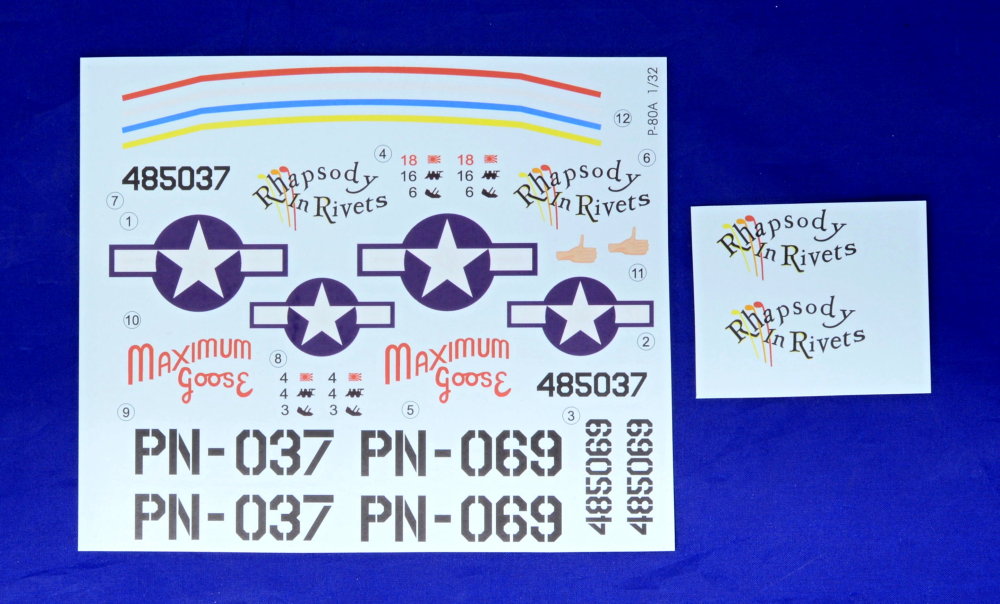 P-80A 1/32
12
4
6
485037
Rhapsody
In Rivets
18 18
16 16
6 6
Rhapsody
In Rivets
7
1
11
10
2
Maximum
Goose
8
4 4
4 4
3 3
Maximum
Goose
485037
9
5
3
PN-037 PN-069
PN-037 PN-069
485069
485069
Rhapsody
In Rivets
Rhapsody
In Rivets